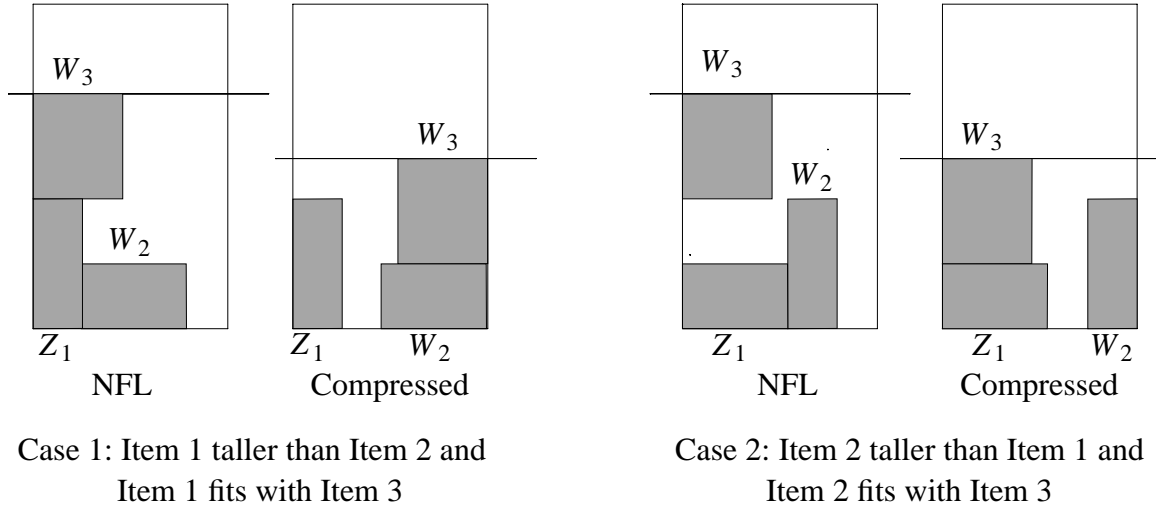 W3 W3 W3 W3
W2 W2
Z1 Z1 W2 Z1 Z1 W2
NFL Compressed NFL Compressed
Case 1: Item 1 taller than Item 2 and
Item 1 fits with Item 3
Case 2: Item 2 taller than Item 1 and
Item 2 fits with Item 3